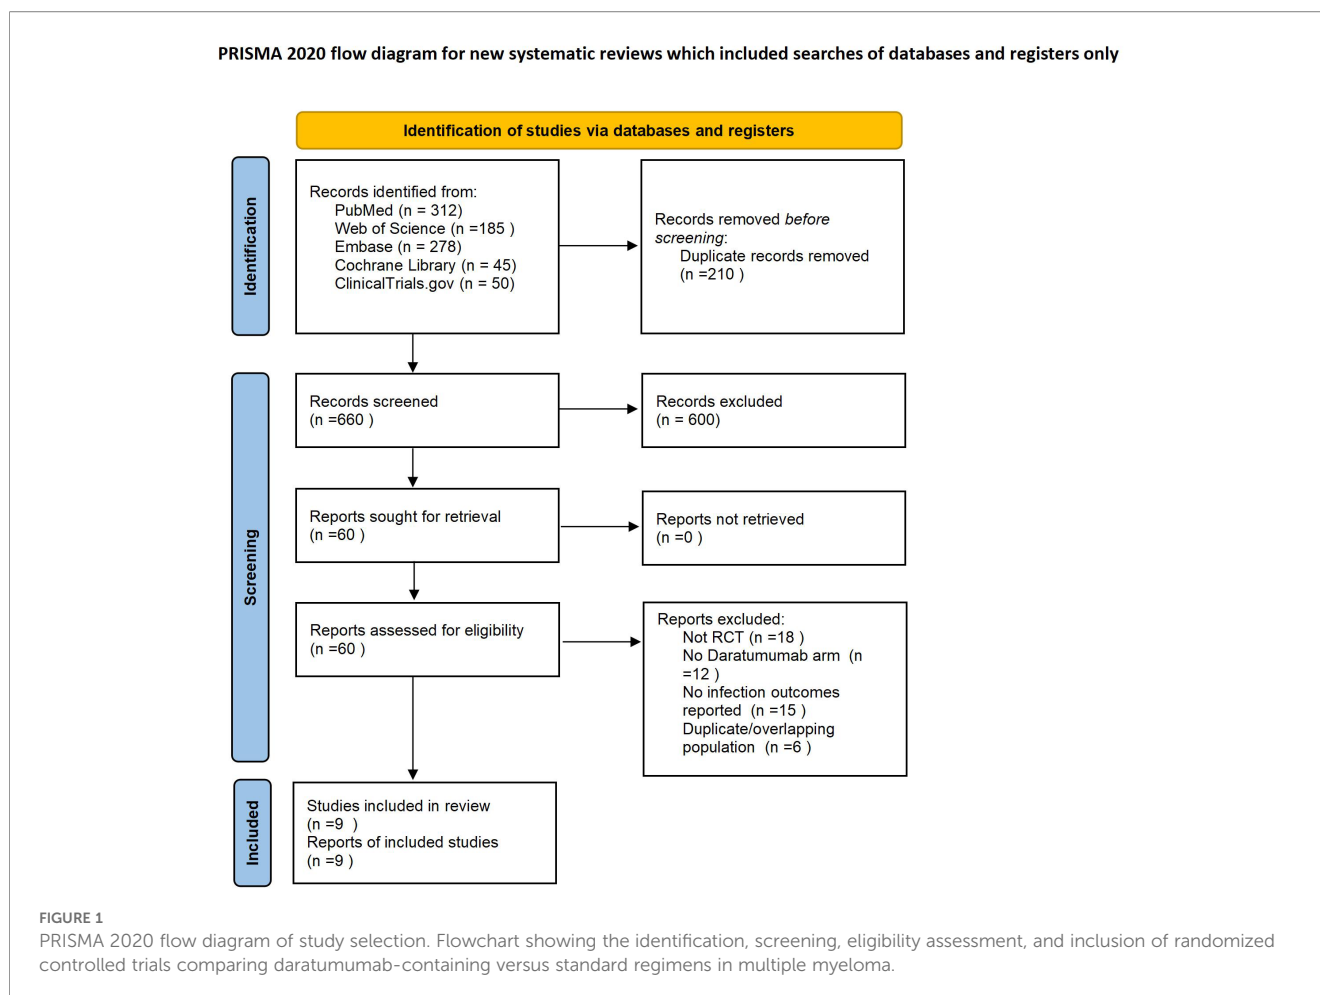 PRISMA 2020 flow diagram for new systematic reviews which included searches of databases and registers only
Identification of studies via databases and registers
Identification
Records identified from:
PubMed (n = 312)
Web of Science (n =185 )
Embase (n = 278)
Cochrane Library (n = 45)
ClinicalTrials.gov (n = 50)
Records removed before
screening:
Duplicate records removed
(n =210 )
Screening
Records screened
(n =660 )
Records excluded
(n = 600)
Reports sought for retrieval
(n =60 )
Reports not retrieved
(n =0 )
Reports assessed for eligibility
(n =60 )
Reports excluded:
Not RCT (n =18 )
No Daratumumab arm (n
=12 )
No infection outcomes
reported (n =15 )
Duplicate/overlapping
population (n =6 )
Included
Studies included in review
(n =9 )
Reports of included studies
(n =9 )
FIGURE 1
PRISMA 2020 flow diagram of study selection. Flowchart showing the identification, screening, eligibility assessment, and inclusion of randomized
controlled trials comparing daratumumab-containing versus standard regimens in multiple myeloma.